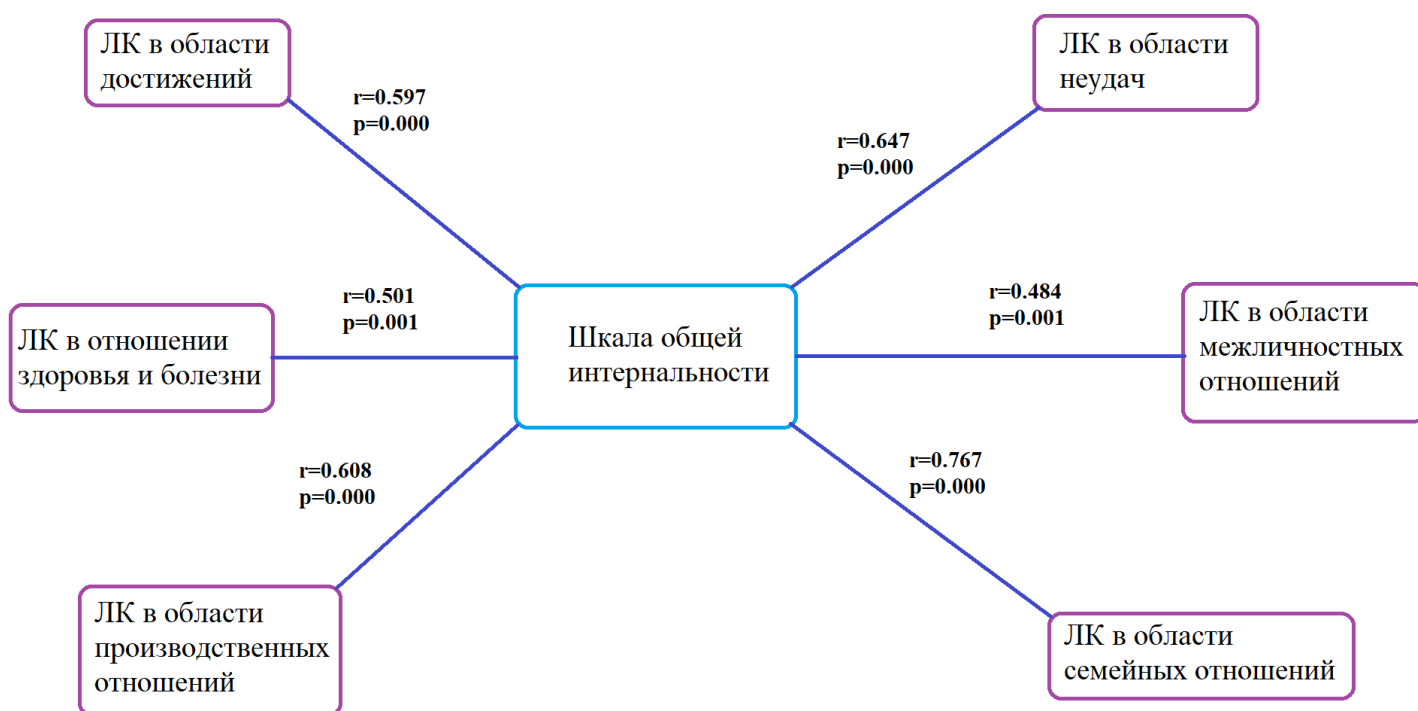 ЛК в области
достижений
r=0.597
p=0.000
ЛК в области
неудач
r=0.647
p=0.000
ЛК в отношении
здоровья и болезни
r=0.501
p=0.001
Шкала общей
интернальности
r=0.484
p=0.001
ЛК в области
межличностных
отношений
r=0.608
p=0.000
ЛК в области
производственных
отношений
r=0.767
p=0.000
ЛК в области
семейных отношений